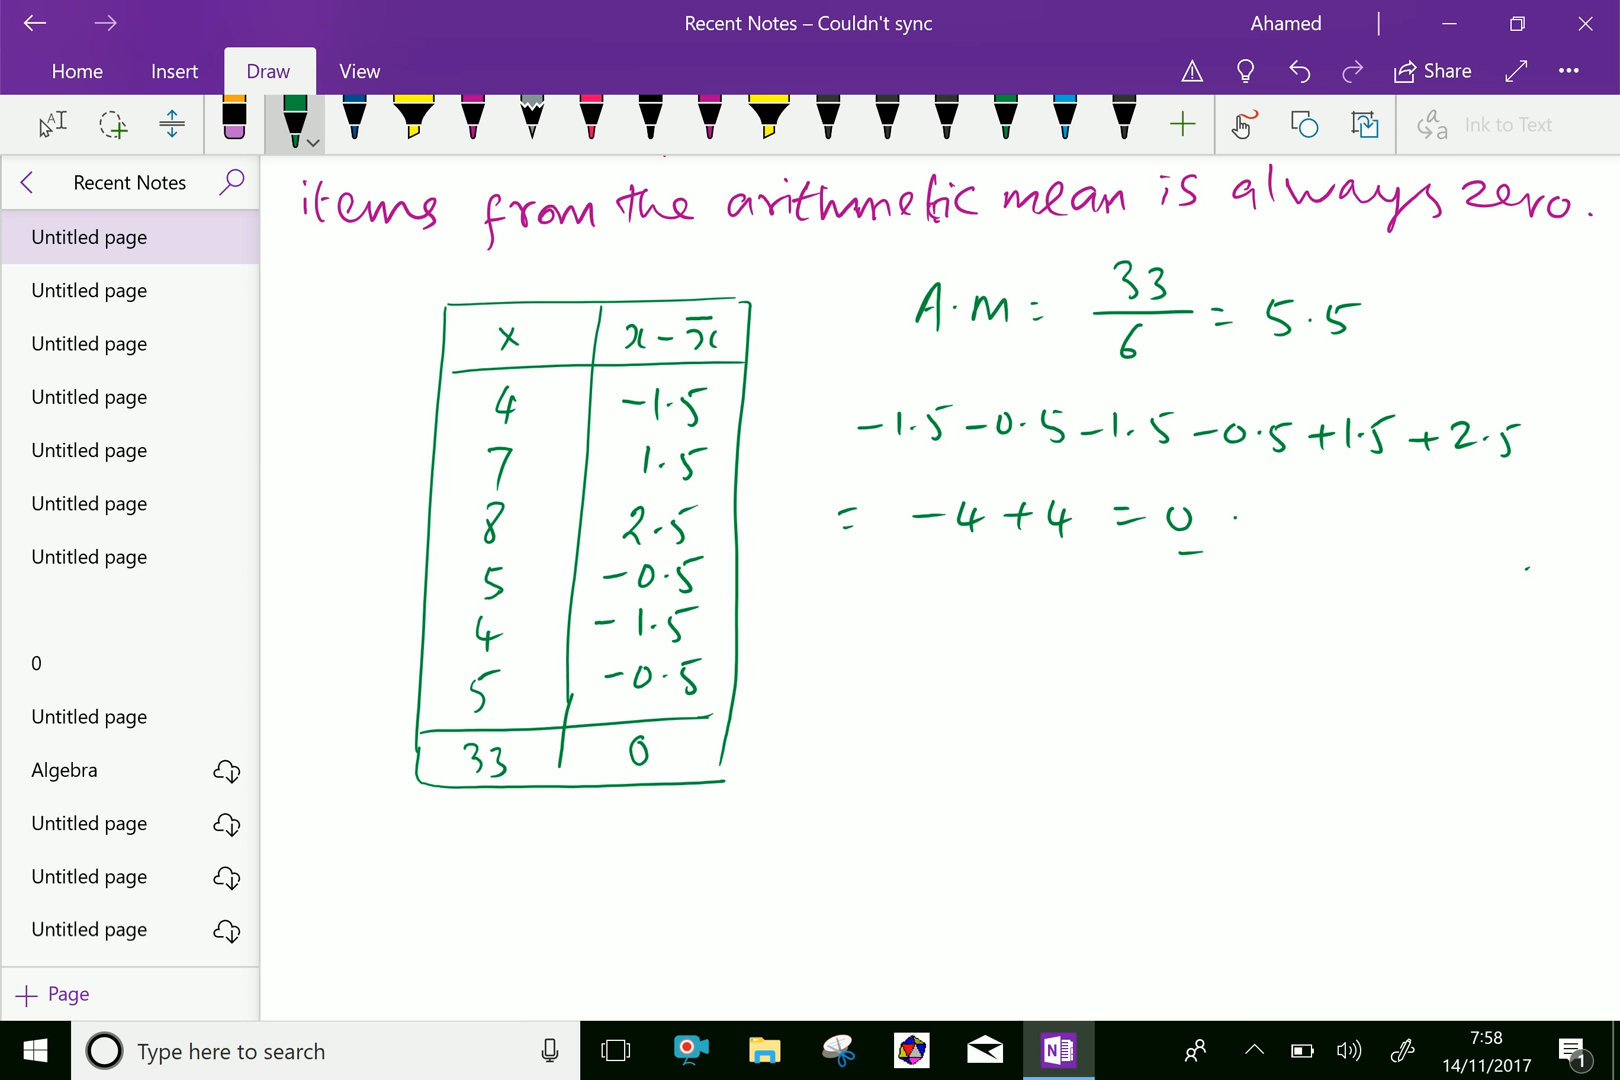 Recent Notes – Couldn't sync
Ahamed
Home Insert Draw View
Share
Ink to Text
Recent Notes
Untitled page
Untitled page
Untitled page
Untitled page
Untitled page
Untitled page
Untitled page
0
Untitled page
Algebra
Untitled page
Untitled page
Untitled page
+ Page
items from the arithmetic mean is always zero.
x | x - x̅
4 | -1.5
7 | 1.5
8 | 2.5
5 | -0.5
4 | -1.5
5 | -0.5
33 | 0
A.M = 33/6 = 5.5
-1.5 -0.5 -1.5 -0.5 +1.5 +2.5
= -4 +4 = 0 .
Type here to search
7:58
14/11/2017
1